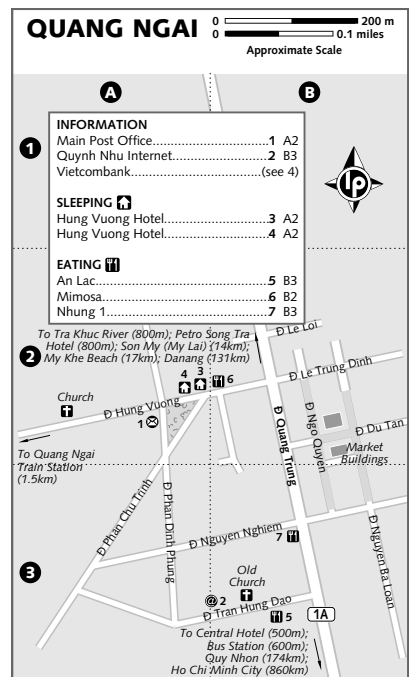 QUANG NGAI
0 200 m
0 0.1 miles
Approximate Scale
A B
1
INFORMATION
Main Post Office..............................1 A2
Quynh Nhu Internet.........................2 B3
Vietcombank............................(see 4)
SLEEPING
Hung Vuong Hotel...........................3 A2
Hung Vuong Hotel...........................4 A2
EATING
An Lac...........................................5 B3
Mimosa..........................................6 B2
Nhung 1.........................................7 B3
lp
To Tra Khuc River (800m); Petro Song Tra
Hotel (800m); Son My (My Lai) (14km);
My Khe Beach (17km); Danang (131km)
Đ Le Loi
2
Đ Le Trung Dinh
4 3 6
Church
Đ Hung Vuong
1
Đ Quang Trung
Đ Ngo Quyen
Đ Du Tan
Market
Buildings
To Quang Ngai
Train Station
(1.5km)
Đ Phan Chu Trinh
Đ Phan Dinh Phung
Đ Nguyen Nghiem
7
Đ Nguyen Ba Loan
3
Old
Church
@ 2
Đ Tran Hung Dao
5
1A
To Central Hotel (500m);
Bus Station (600m);
Quy Nhon (174km);
Ho Chi Minh City (860km)